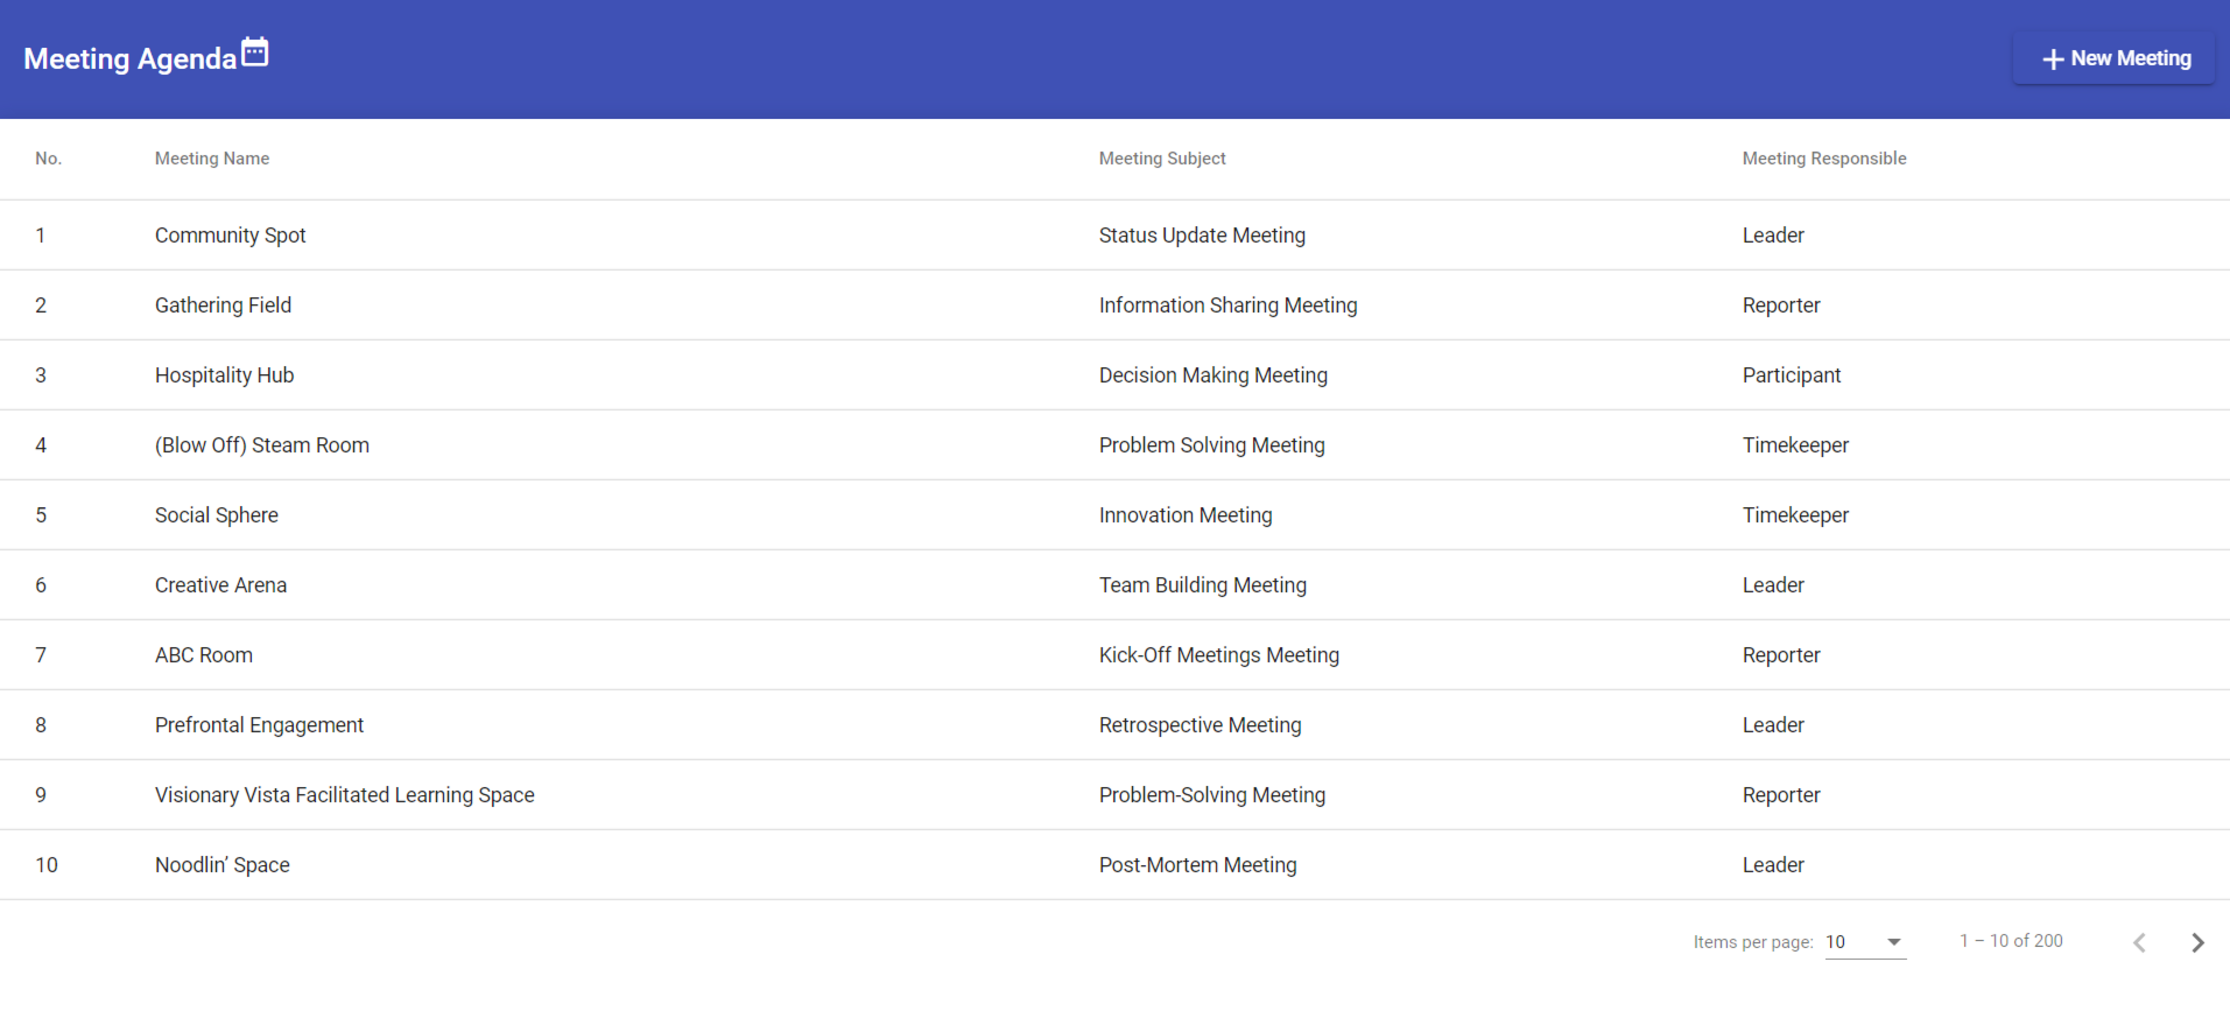 Meeting Agenda
+ New Meeting
No. Meeting Name Meeting Subject Meeting Responsible
1 Community Spot Status Update Meeting Leader
2 Gathering Field Information Sharing Meeting Reporter
3 Hospitality Hub Decision Making Meeting Participant
4 (Blow Off) Steam Room Problem Solving Meeting Timekeeper
5 Social Sphere Innovation Meeting Timekeeper
6 Creative Arena Team Building Meeting Leader
7 ABC Room Kick-Off Meetings Meeting Reporter
8 Prefrontal Engagement Retrospective Meeting Leader
9 Visionary Vista Facilitated Learning Space Problem-Solving Meeting Reporter
10 Noodlin’ Space Post-Mortem Meeting Leader
Items per page: 10 1 – 10 of 200